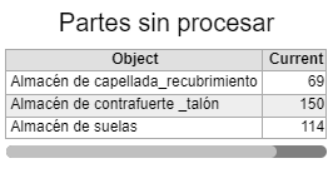 Partes sin procesar
Object Current
Almacén de capellada_recubrimiento 69
Almacén de contrafuerte _talón 150
Almacén de suelas 114